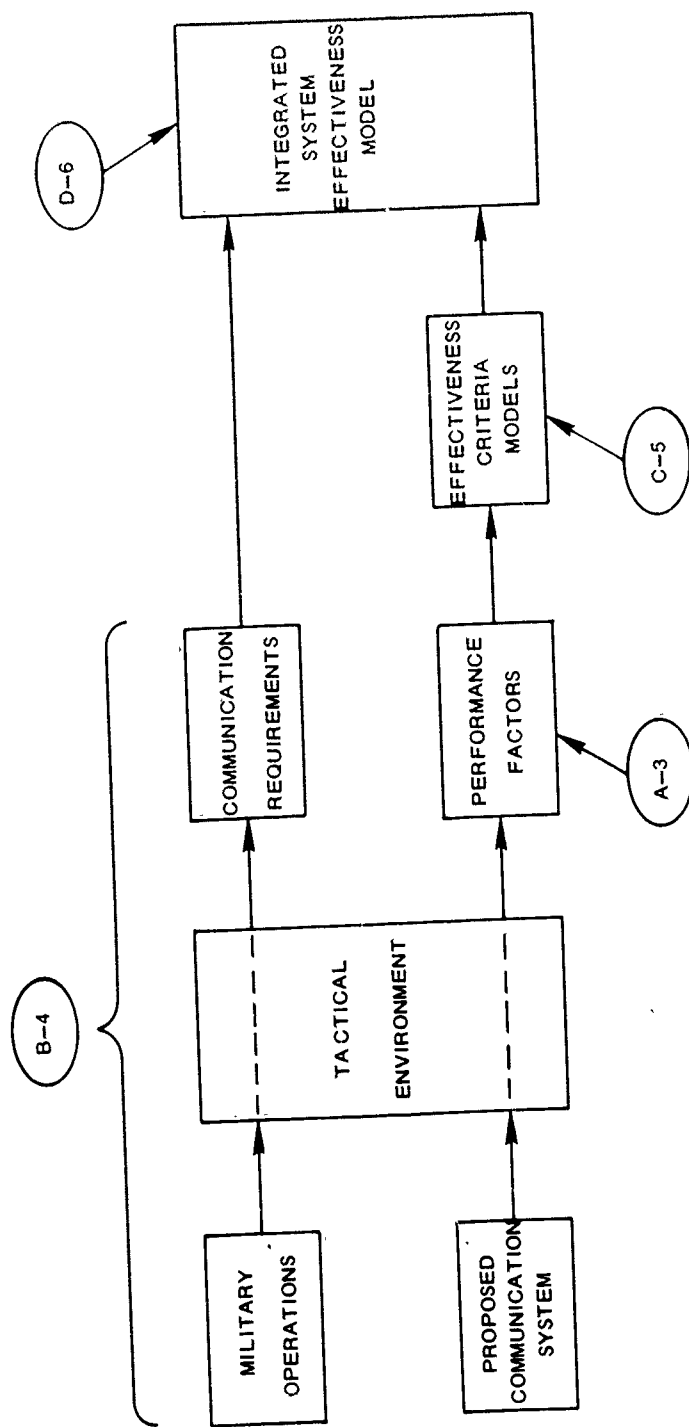 B-4
D-6
MILITARY
OPERATIONS
TACTICAL
ENVIRONMENT
COMMUNICATION
REQUIREMENTS
INTEGRATED
SYSTEM
EFFECTIVENESS
MODEL
PROPOSED
COMMUNICATION
SYSTEM
PERFORMANCE
FACTORS
EFFECTIVENESS
CRITERIA
MODELS
A-3
C-5